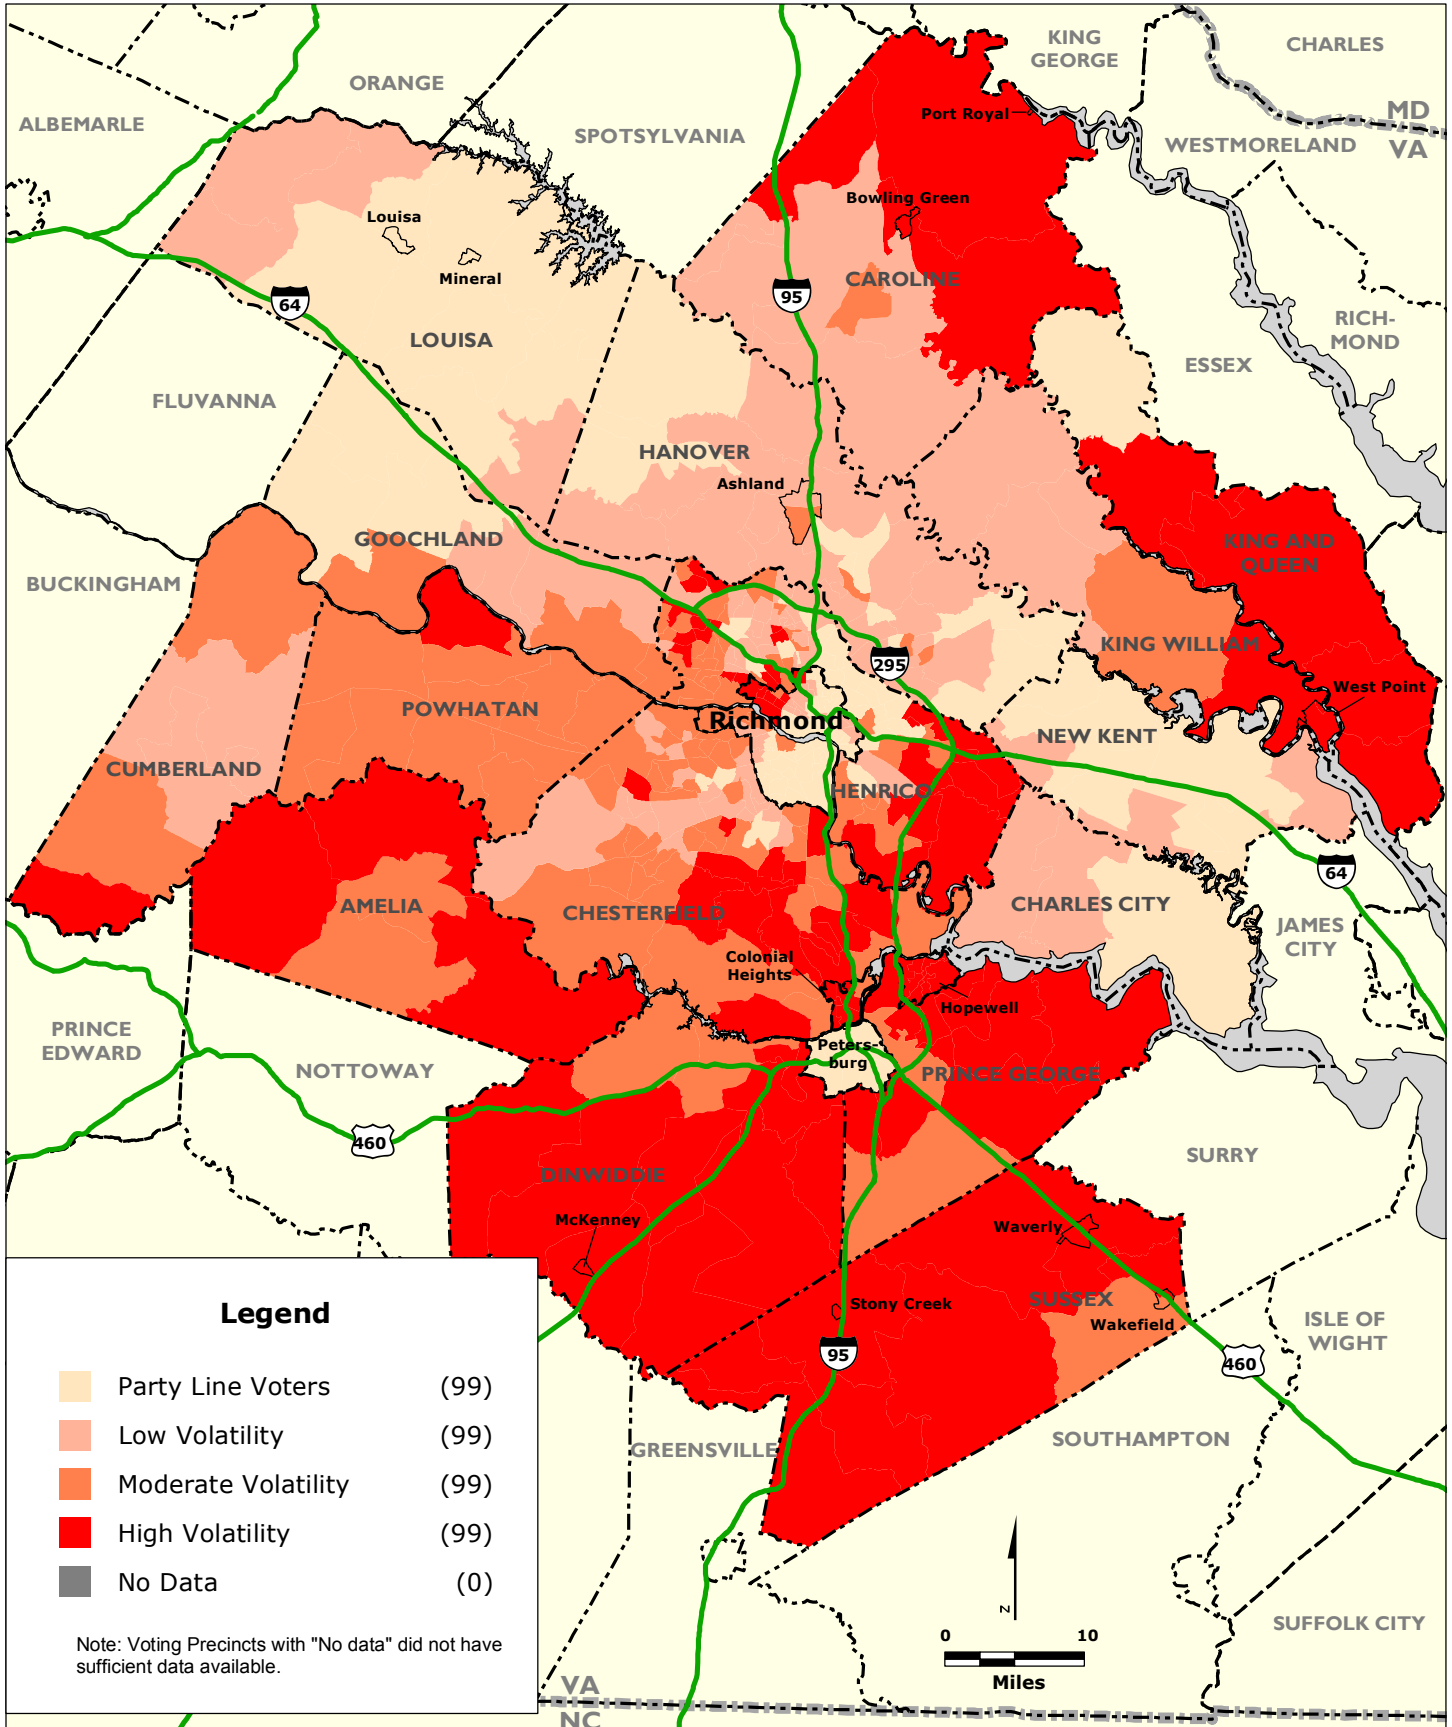 KING
GEORGE
CHARLES
ORANGE
ALBEMARLE
SPOTSYLVANIA
MD
VA
Port Royal
WESTMORELAND
Louisa
Mineral
Bowling Green
CAROLINE
64
95
LOUISA
RICH-
MOND
ESSEX
FLUVANNA
HANOVER
Ashland
GOOCHLAND
KING AND
QUEEN
BUCKINGHAM
KING WILLIAM
295
West Point
POWHATAN
Richmond
NEW KENT
CUMBERLAND
HENRICO
64
AMELIA
CHESTERFIELD
CHARLES CITY
JAMES
CITY
Colonial
Heights
Hopewell
PRINCE
EDWARD
NOTTOWAY
Peters-
burg
PRINCE GEORGE
460
SURRY
DINWIDDIE
McKenney
Waverly
Stony Creek
SUSSEX
Wakefield
ISLE OF
WIGHT
95
460
GREENSVILLE
SOUTHAMPTON
SUFFOLK CITY
Legend
Party Line Voters (99)
Low Volatility (99)
Moderate Volatility (99)
High Volatility (99)
No Data (0)
Note: Voting Precincts with "No data" did not have
sufficient data available.
N
0 10
Miles
VA
NC